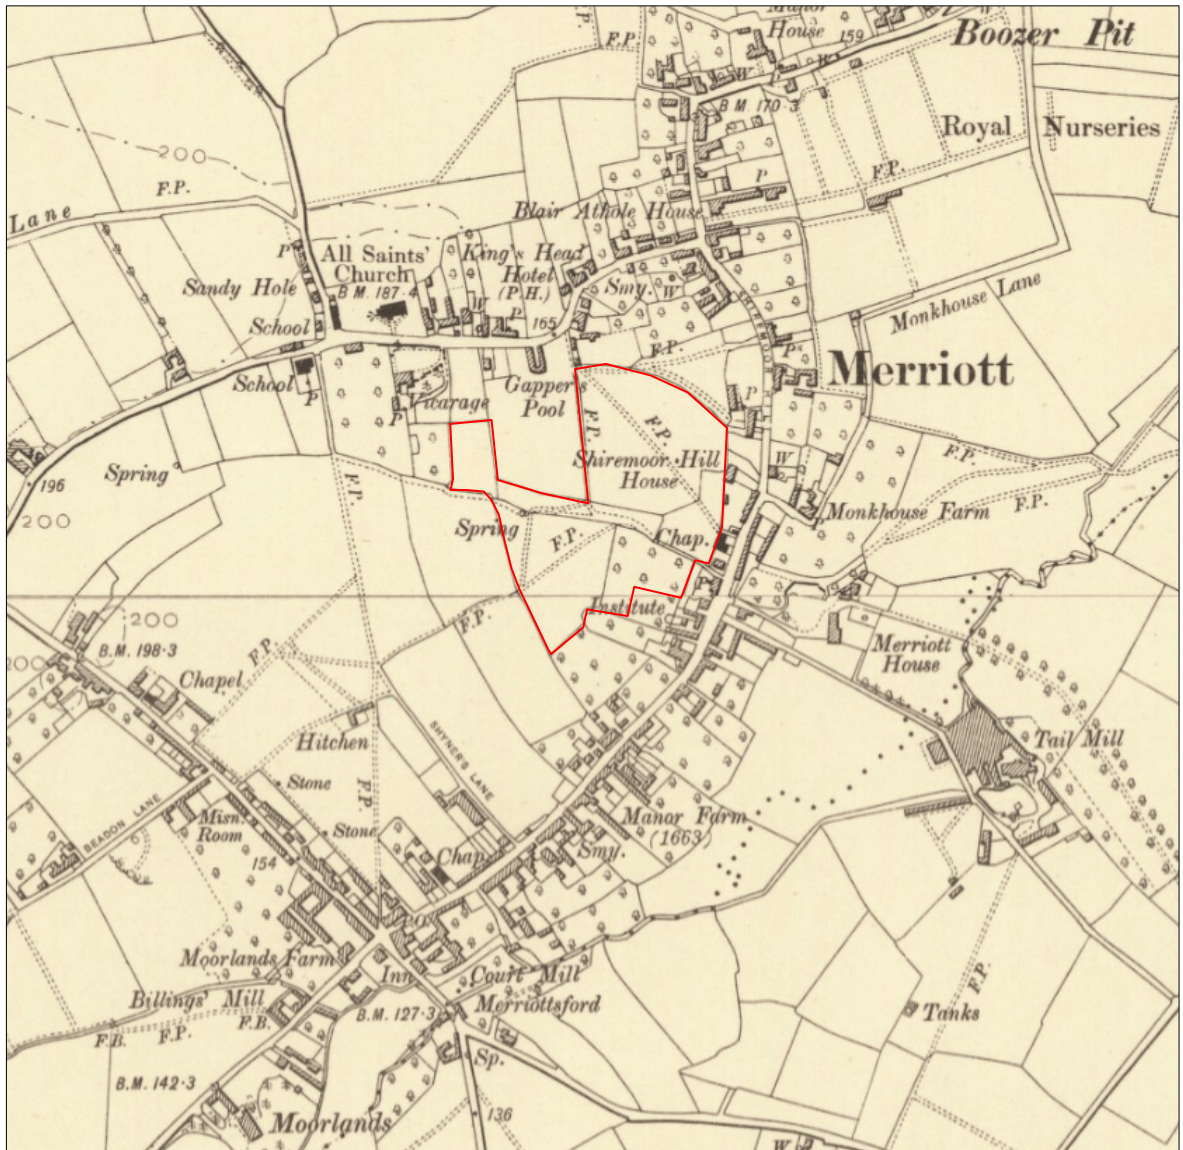 Manor
House
159
Boozer Pit
F.P.
F.P.
W
W
R
B.M. 170·3
Royal Nurseries
200
F.P.
F.P.
P
Lane
Blair Athole House
P
All Saints'
Church
King's Head
Hotel
(P.H.)
Sandy Hole
B.M. 187·4
W
P
Smy.
W
SHIREMOOR H
Monkhouse Lane
School
165
F.P.
P
Merriott
School
P
Vicarage
P
Gapper's
Pool
F.P.
F.P.
P
Spring
196
200
F.P.
Shiremoor Hill
House
W
F.P.
F.P.
Spring
F.P.
Chap.
P
Monkhouse Farm
P
Institute
F.P.
200
200
B.M. 198·3
F.P.
Merriott
House
Chapel
Hitchen
SHYNER'S LANE
Tail Mill
Stone
F.P.
BEADON LANE
Misn.
Room
Stone
Manor Farm
(1663)
154
Chap.
Smy.
P.O.
Moorlands Farm
Inn
Court Mill
F.P.
Billings' Mill
Merriottsford
F.B.
B.M. 127·3
Tanks
F.B.
F.P.
Sp.
B.M. 142·3
Moorlands
136
W